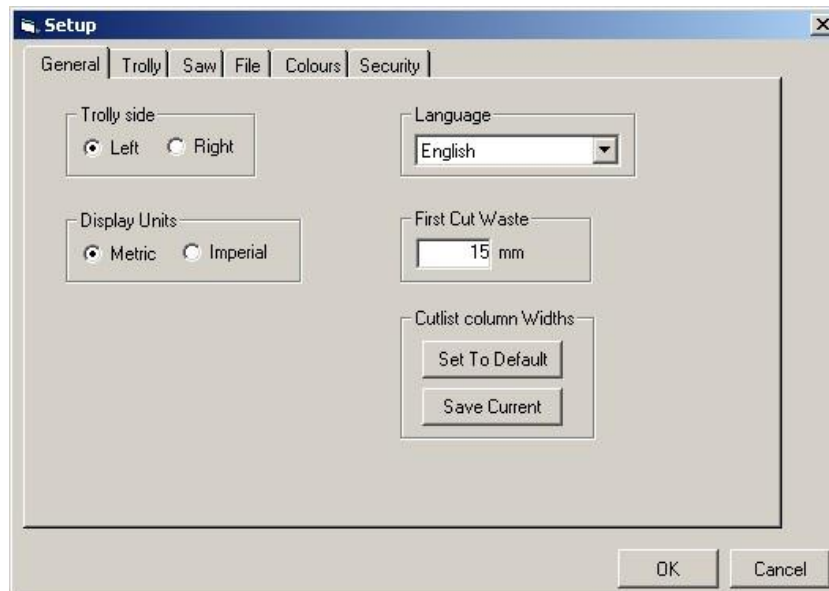 Setup
General Trolly Saw File Colours Security
Trolly side
Left Right
Language
English
Display Units
Metric Imperial
First Cut Waste
15 mm
Cutlist column Widths
Set To Default
Save Current
OK Cancel